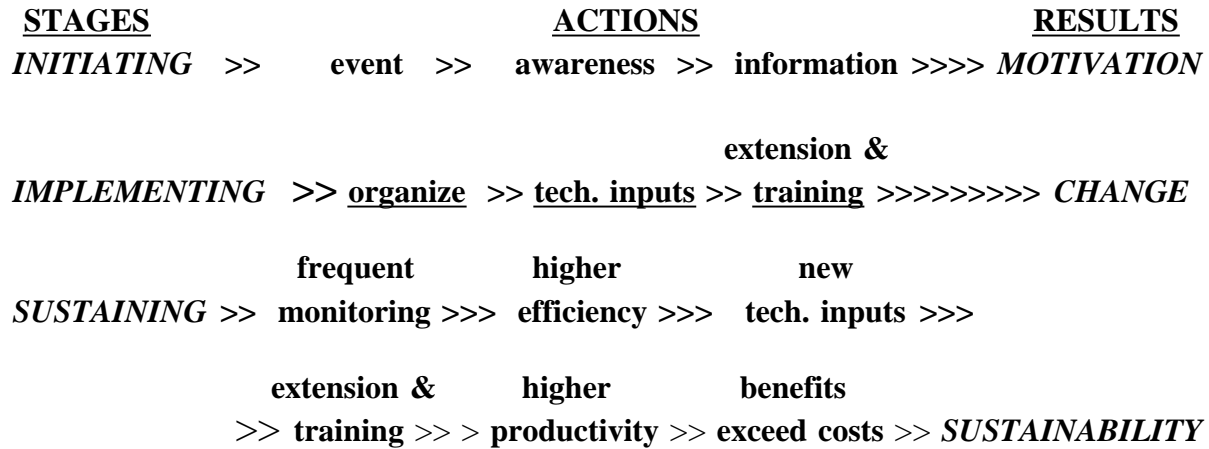 STAGES ACTIONS RESULTS
INITIATING >> event >> awareness >> information >>>> MOTIVATION
extension &
IMPLEMENTING >> organize >> tech. inputs >> training >>>>>>>>> CHANGE
frequent higher new
SUSTAINING >> monitoring >>> efficiency >>> tech. inputs >>>
extension & higher benefits
>> training >> > productivity >> exceed costs >> SUSTAINABILITY